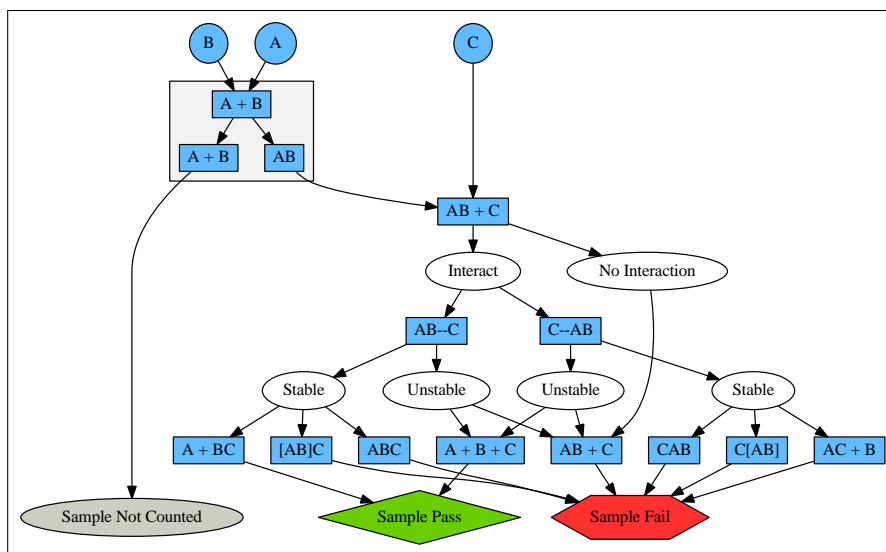 B
A
C
A + B
A + B
AB
AB + C
Interact
No Interaction
AB--C
C--AB
Stable
Unstable
Unstable
Stable
A + BC
[AB]C
ABC
A + B + C
AB + C
CAB
C[AB]
AC + B
Sample Not Counted
Sample Pass
Sample Fail